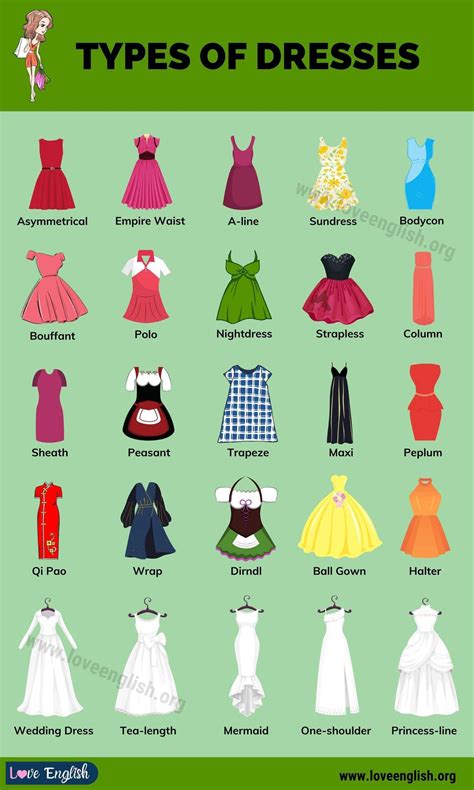 TYPES OF DRESSES
Asymmetrical
Empire Waist
A-line
Sundress
Bodycon
www.loveenglish.org
Bouffant
Polo
Nightdress
Strapless
Column
Sheath
Peasant
Trapeze
Maxi
Peplum
Qi Pao
Wrap
Dirndl
Ball Gown
Halter
www.loveenglish.org
Wedding Dress
Tea-length
Mermaid
One-shoulder
Princess-line
Love English
www.loveenglish.org